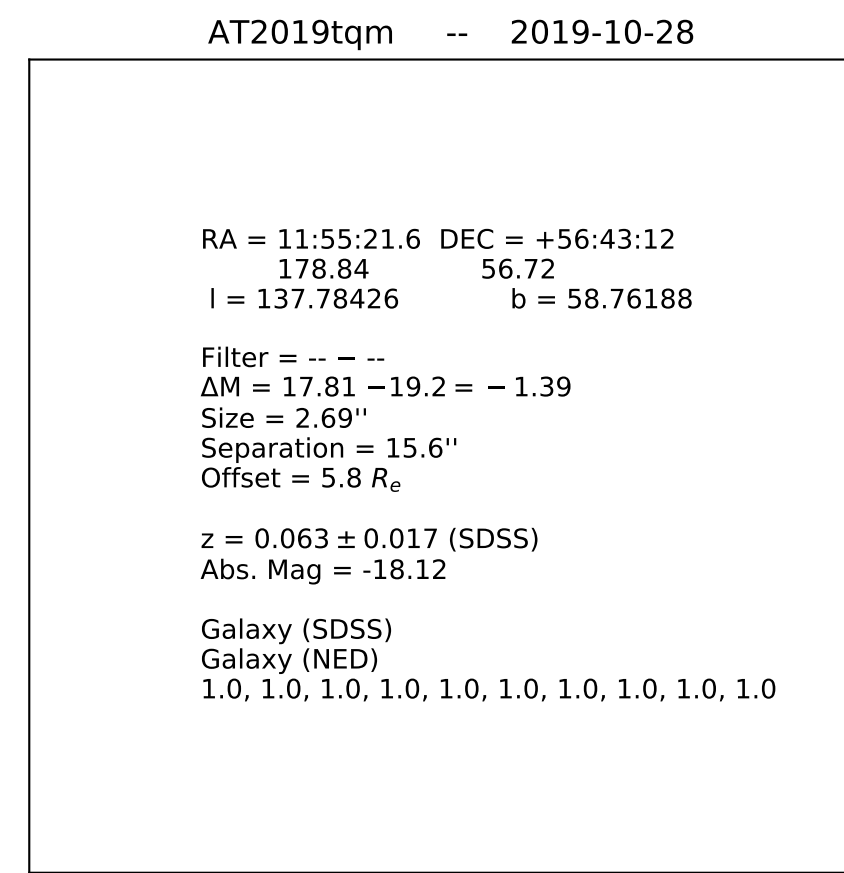 AT2019tqm -- 2019-10-28
RA = 11:55:21.6 DEC = +56:43:12
178.84 56.72
l = 137.78426 b = 58.76188
Filter = -- − --
ΔM = 17.81 −19.2 = − 1.39
Size = 2.69''
Separation = 15.6''
Offset = 5.8 Rₑ
z = 0.063 ± 0.017 (SDSS)
Abs. Mag = -18.12
Galaxy (SDSS)
Galaxy (NED)
1.0, 1.0, 1.0, 1.0, 1.0, 1.0, 1.0, 1.0, 1.0, 1.0